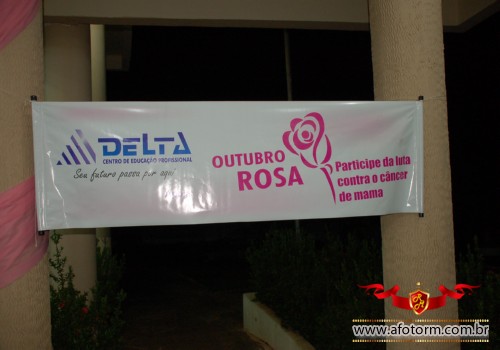 DELTA
CENTRO DE EDUCAÇÃO PROFISSIONAL
Seu futuro passa por aqui
OUTUBRO
ROSA
Participe da luta
contra o câncer
de mama
www.afotorm.com.br